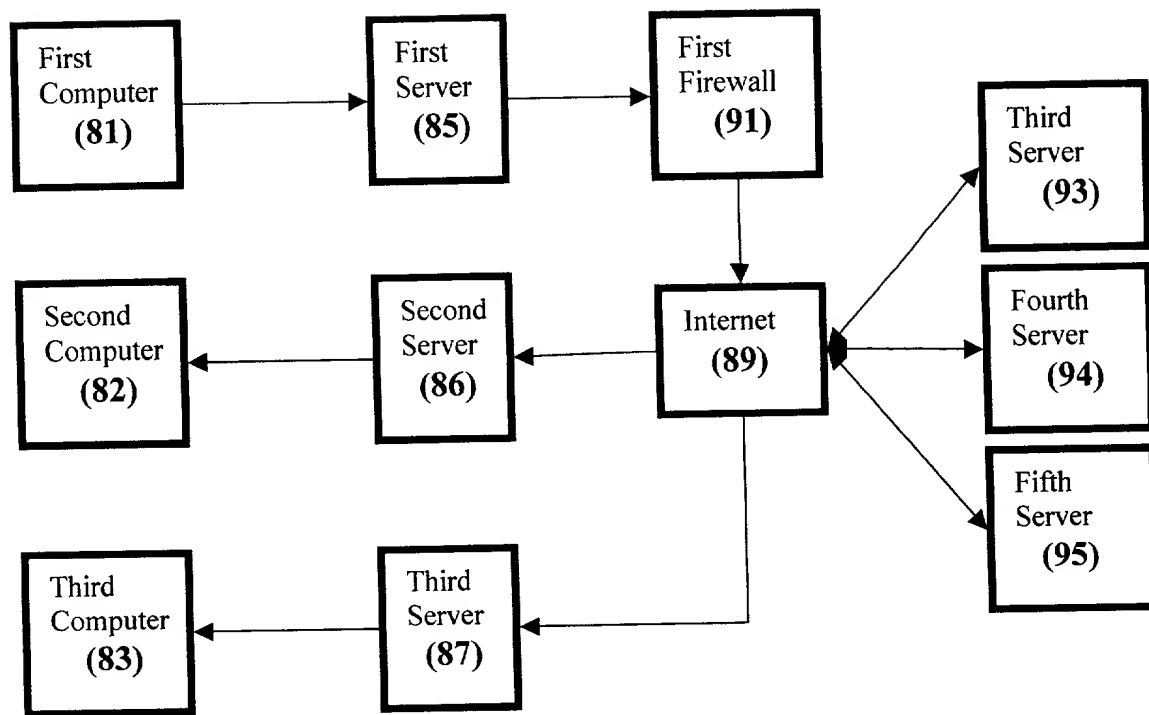 First
Computer
(81)
First
Server
(85)
First
Firewall
(91)
Third
Server
(93)
Second
Computer
(82)
Second
Server
(86)
Internet
(89)
Fourth
Server
(94)
Fifth
Server
(95)
Third
Computer
(83)
Third
Server
(87)